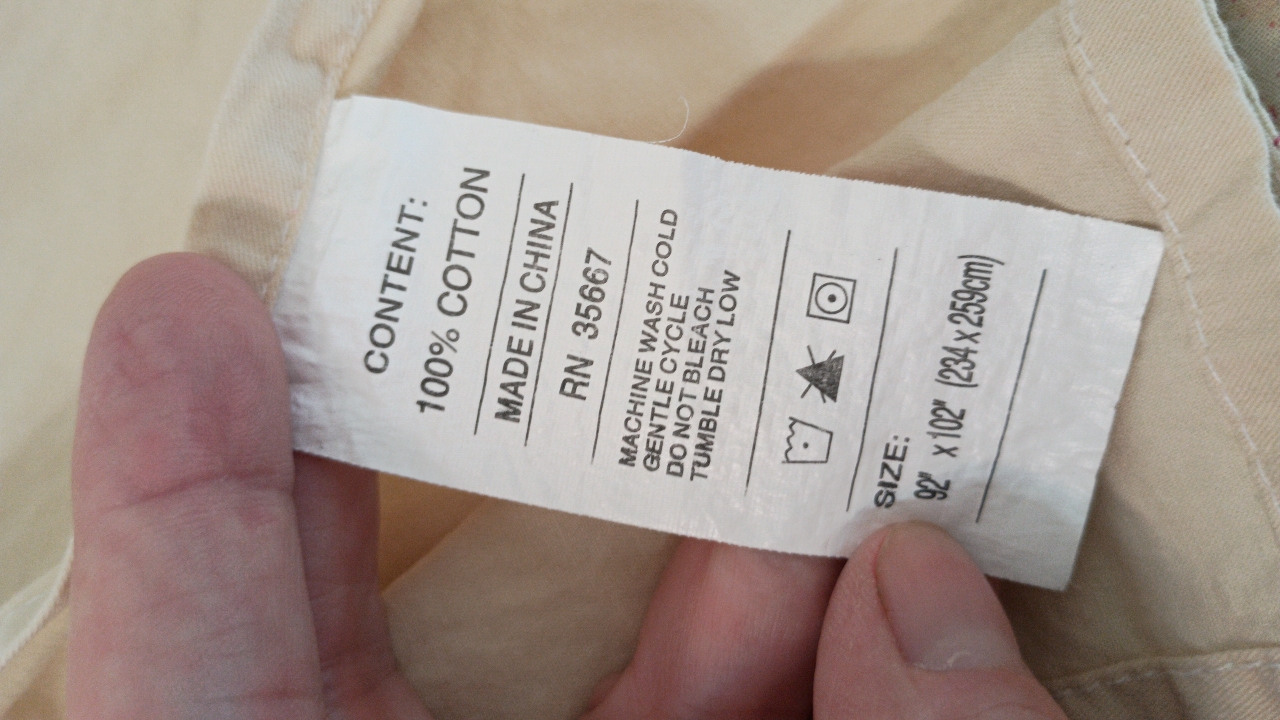 CONTENT:
100% COTTON
MADE IN CHINA
RN 35667
MACHINE WASH COLD
GENTLE CYCLE
DO NOT BLEACH
TUMBLE DRY LOW
SIZE:
92" x 102" (234 x 259cm)